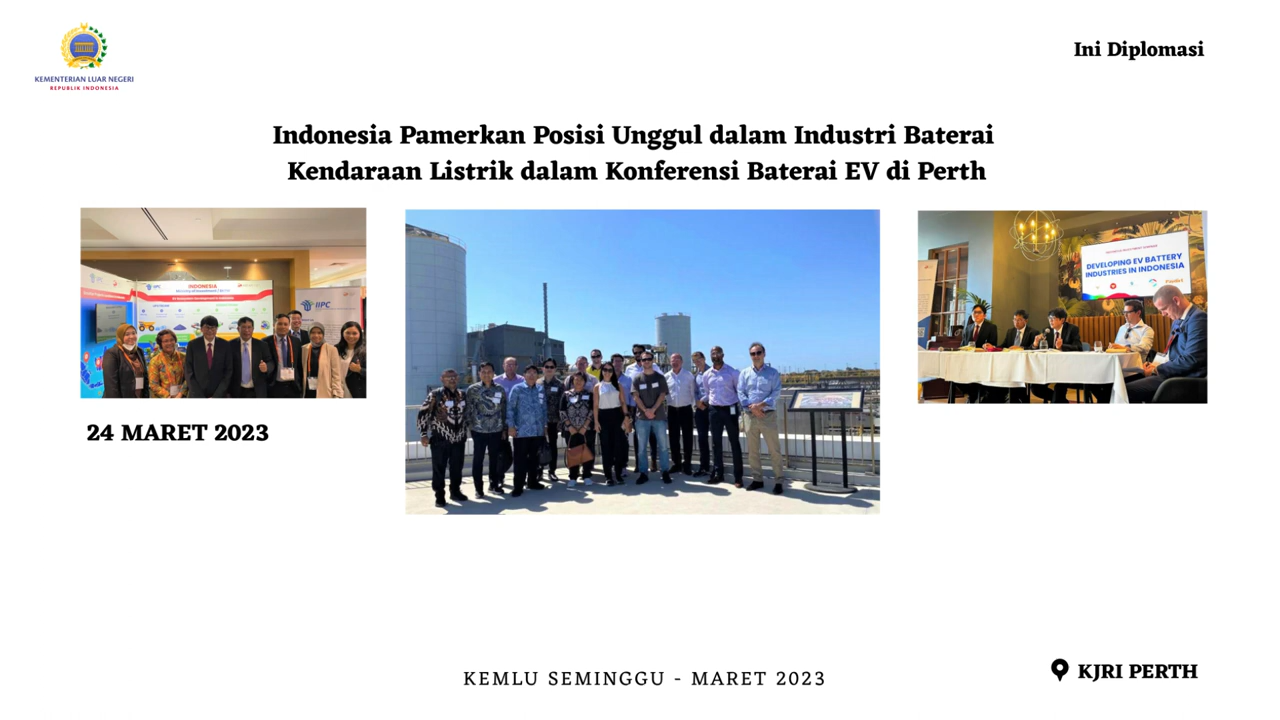 KEMENTERIAN LUAR NEGERI
REPUBLIK INDONESIA
Ini Diplomasi
Indonesia Pamerkan Posisi Unggul dalam Industri Baterai
Kendaraan Listrik dalam Konferensi Baterai EV di Perth
INDONESIA
IIPC
DEVELOPING EV BATTERY
INDUSTRIES IN INDONESIA
24 MARET 2023
KEMLU SEMINGGU - MARET 2023
KJRI PERTH